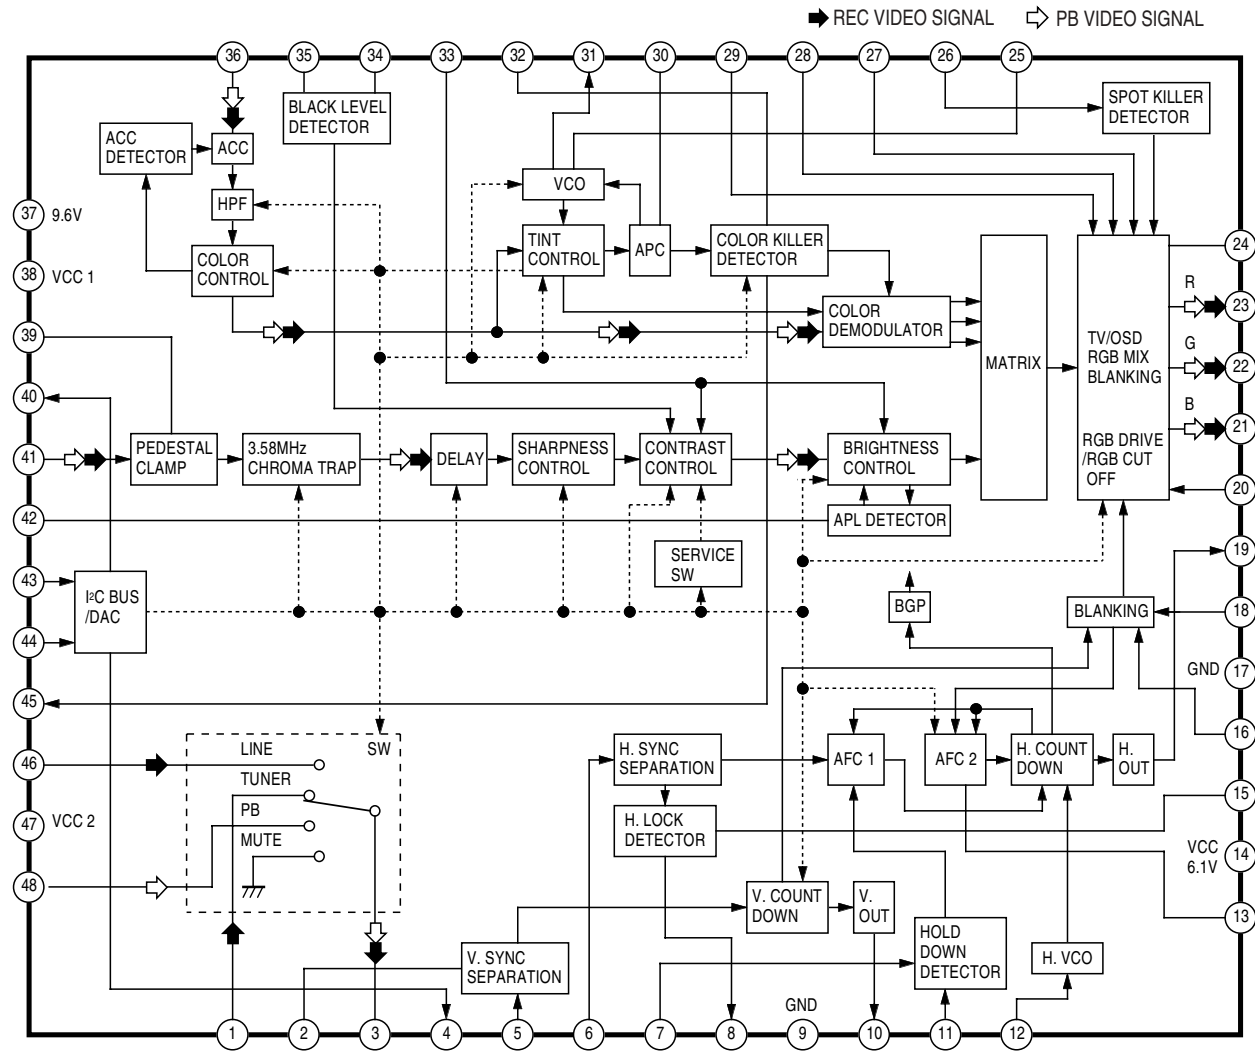 REC VIDEO SIGNAL PB VIDEO SIGNAL
36 35 34 33 32 31 30 29 28 27 26 25
BLACK LEVEL
DETECTOR
SPOT KILLER
DETECTOR
ACC
DETECTOR
ACC
VCO
HPF
37 9.6V
TINT
CONTROL
APC
COLOR KILLER
DETECTOR
24
COLOR
CONTROL
38 VCC 1
R
23
COLOR
DEMODULATOR
39
MATRIX
TV/OSD
RGB MIX
BLANKING
G
22
40
B
21
RGB DRIVE
/RGB CUT
OFF
41
PEDESTAL
CLAMP
3.58MHz
CHROMA TRAP
DELAY
SHARPNESS
CONTROL
CONTRAST
CONTROL
BRIGHTNESS
CONTROL
20
42
APL DETECTOR
19
SERVICE
SW
43
I²C BUS
/DAC
44
BGP
BLANKING
18
GND
17
45
16
SW
LINE
46
TUNER
PB
MUTE
H. SYNC
SEPARATION
AFC 1
AFC 2
H. COUNT
DOWN
H.
OUT
15
47 VCC 2
H. LOCK
DETECTOR
VCC
6.1V
14
48
V. COUNT
DOWN
V.
OUT
13
HOLD
DOWN
DETECTOR
V. SYNC
SEPARATION
H. VCO
GND
1 2 3 4 5 6 7 8 9 10 11 12